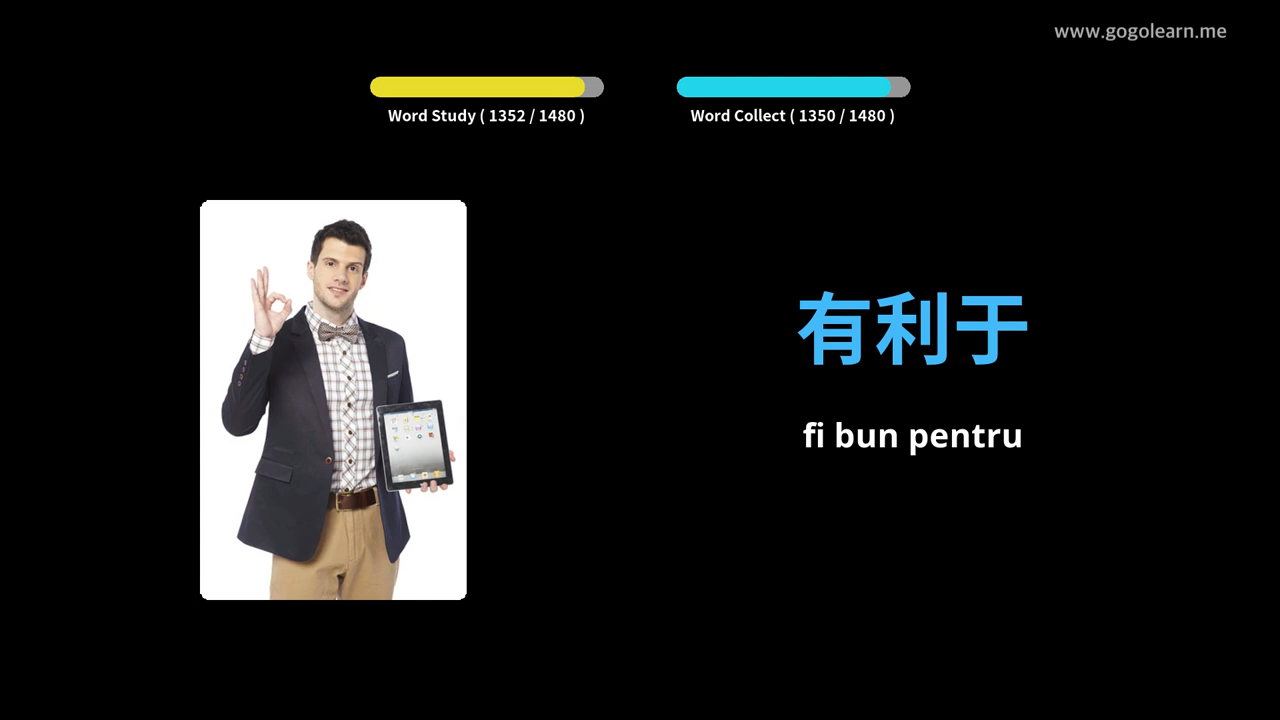 www.gogolearn.me
Word Study ( 1352 / 1480 )
Word Collect ( 1350 / 1480 )
有利于
fi bun pentru